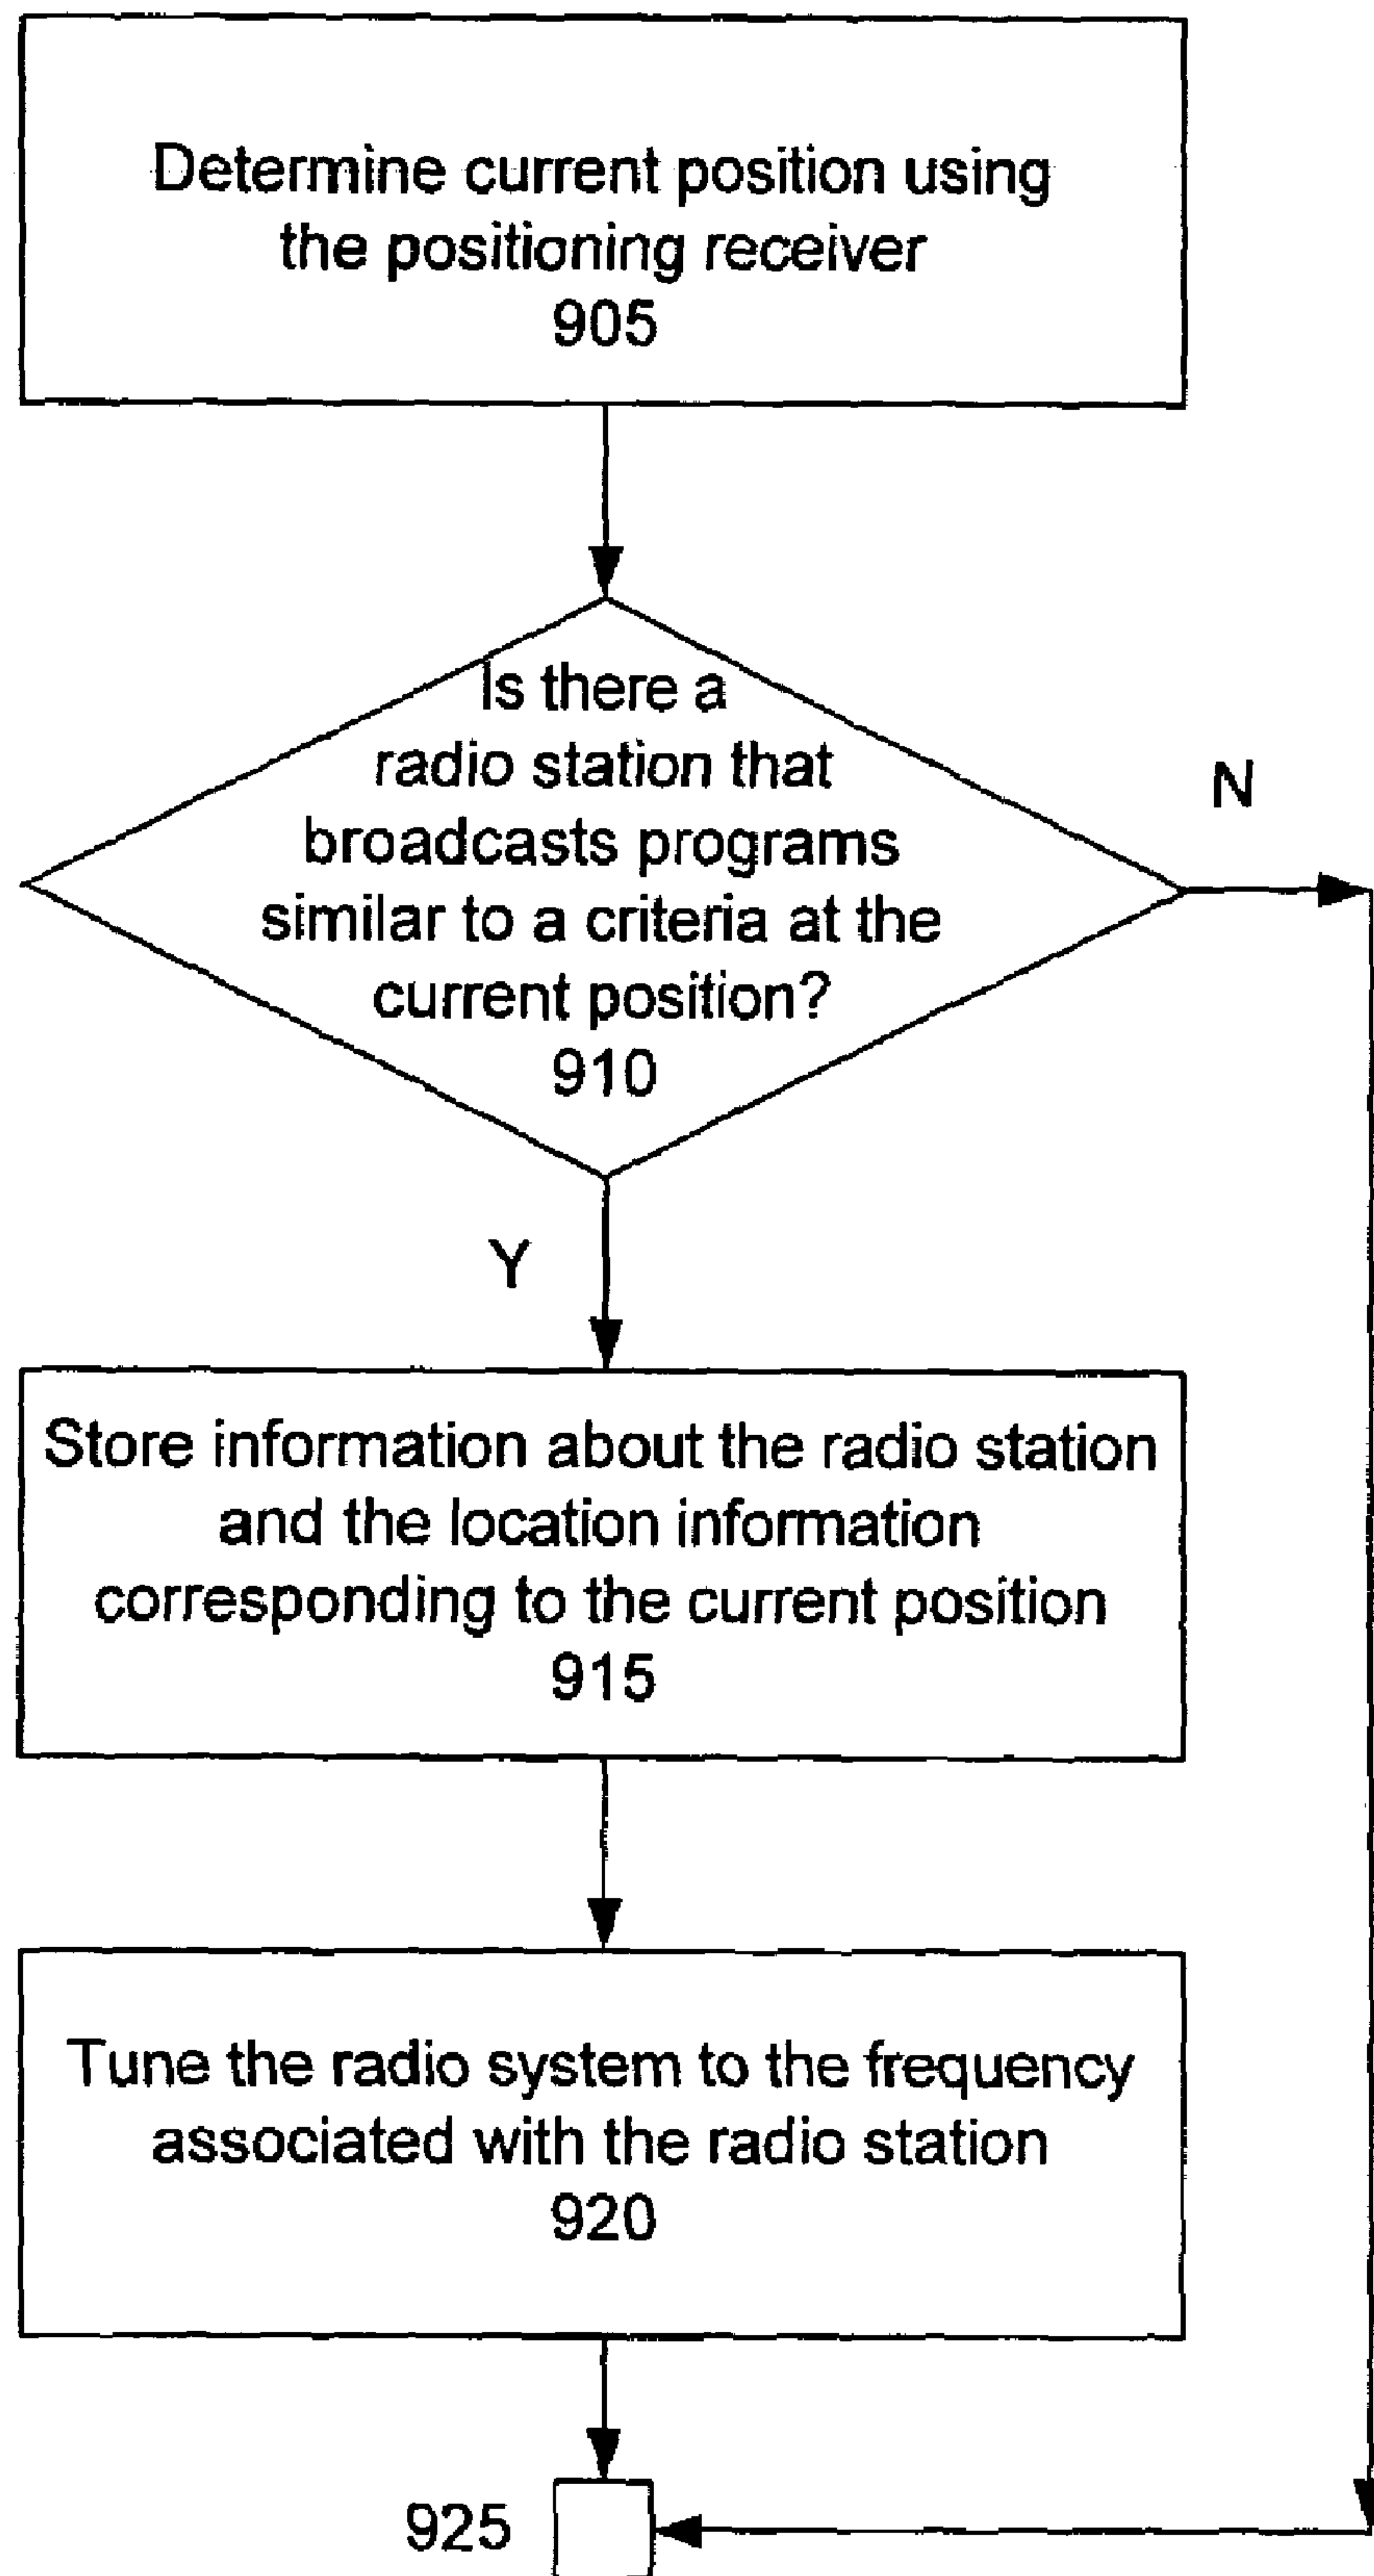 Determine current position using
the positioning receiver
905
Is there a
radio station that
broadcasts programs
similar to a criteria at the
current position?
910
N
Y
Store information about the radio station
and the location information
corresponding to the current position
915
Tune the radio system to the frequency
associated with the radio station
920
925